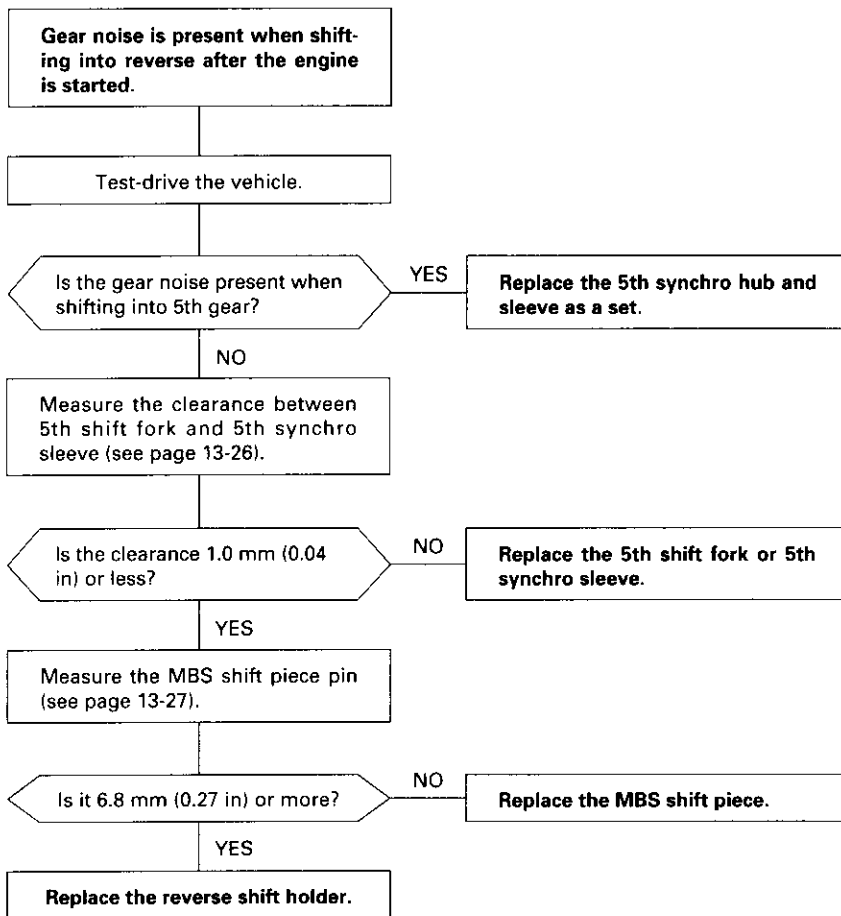 Gear noise is present when shift-
ing into reverse after the engine
is started.
Test-drive the vehicle.
Is the gear noise present when
shifting into 5th gear?
YES
Replace the 5th synchro hub and
sleeve as a set.
NO
Measure the clearance between
5th shift fork and 5th synchro
sleeve (see page 13-26).
Is the clearance 1.0 mm (0.04
in) or less?
NO
Replace the 5th shift fork or 5th
synchro sleeve.
YES
Measure the MBS shift piece pin
(see page 13-27).
Is it 6.8 mm (0.27 in) or more?
NO
Replace the MBS shift piece.
YES
Replace the reverse shift holder.